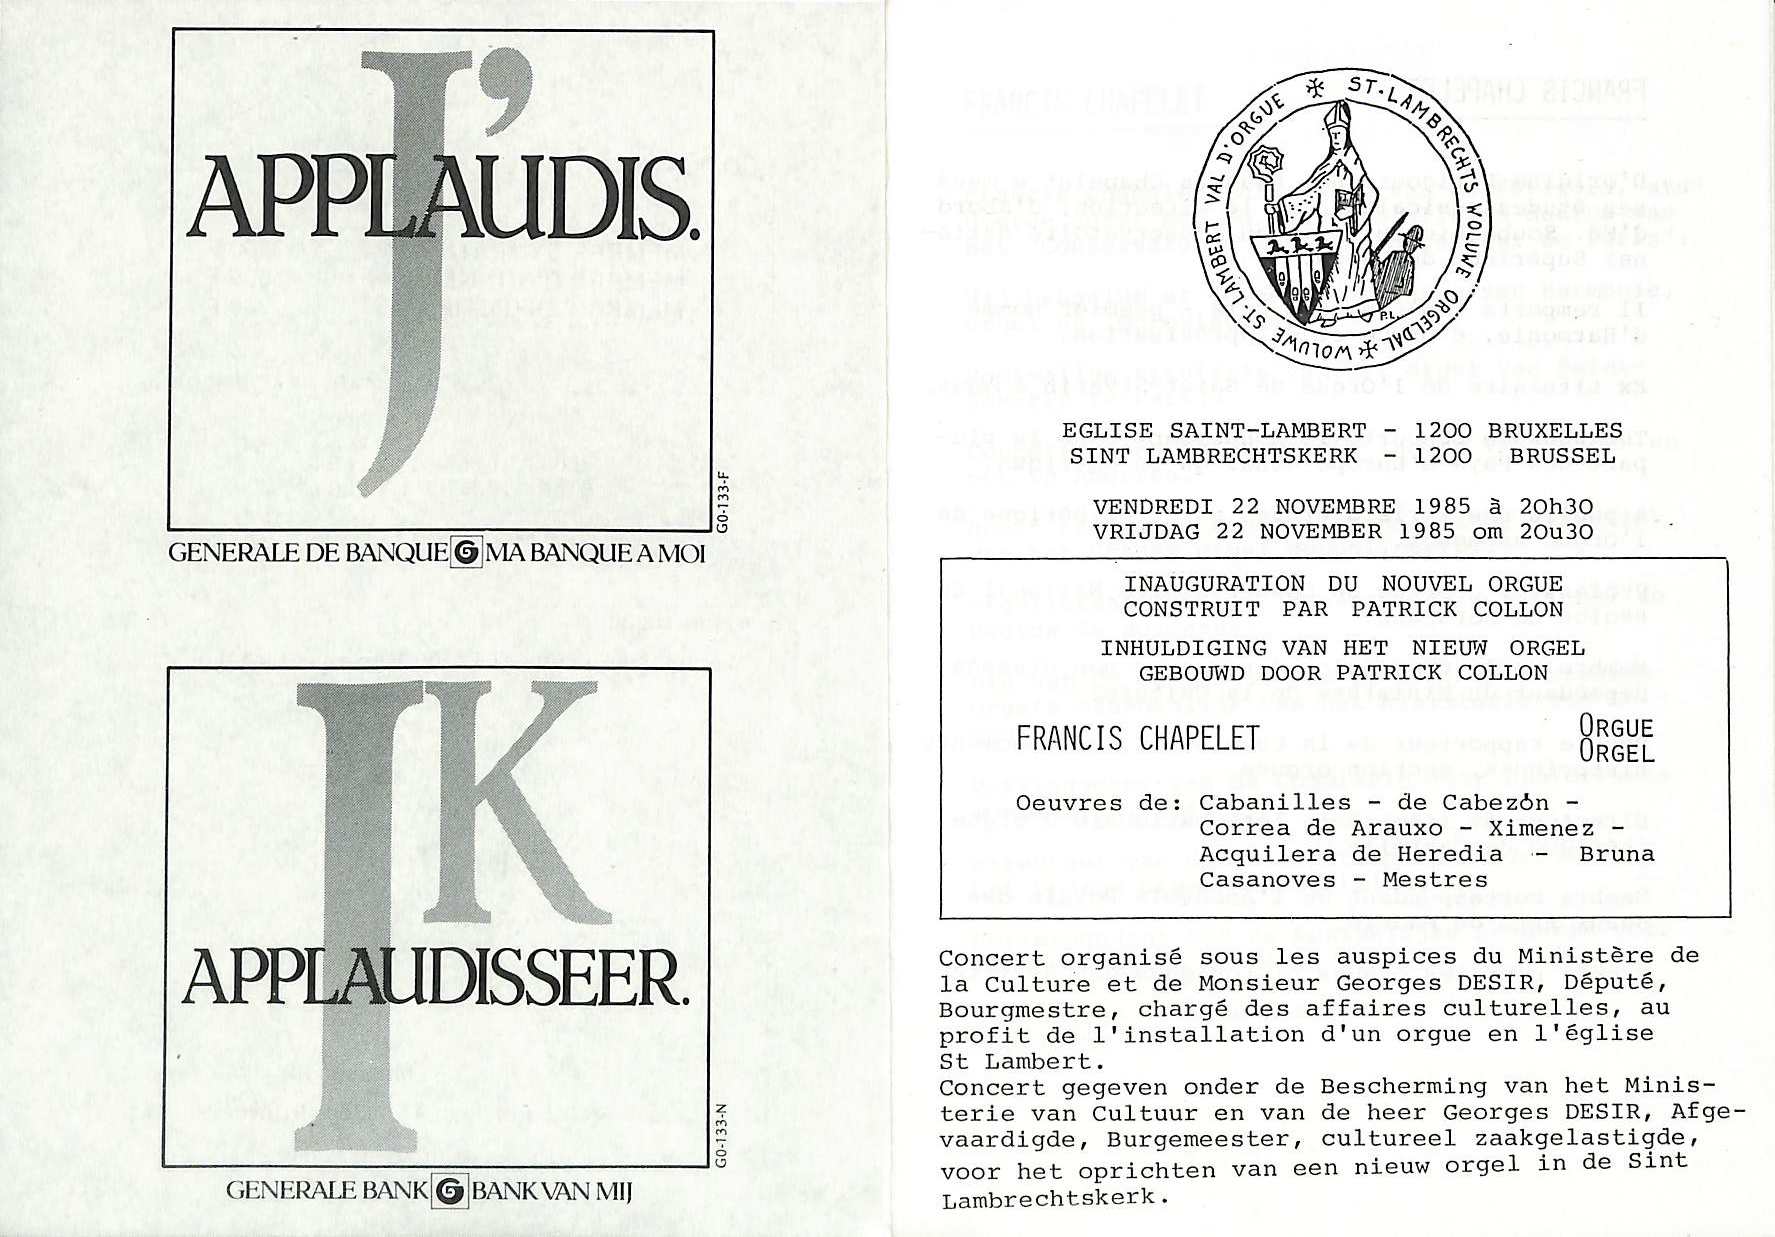 J'
APPLAUDIS.
G0-133-F
GENERALE DE BANQUE G MA BANQUE A MOI
IK
APPLAUDISSEER.
G0-133-N
GENERALE BANK G BANK VAN MIJ
ST-LAMBRECHTS WOLUWE ORGELDAL
WOLUWE ST-LAMBERT VAL D'ORGUE
P.L.
EGLISE SAINT-LAMBERT - 1200 BRUXELLES
SINT LAMBRECHTSKERK - 1200 BRUSSEL
VENDREDI 22 NOVEMBRE 1985 à 20h30
VRIJDAG 22 NOVEMBER 1985 om 20u30
INAUGURATION DU NOUVEL ORGUE
CONSTRUIT PAR PATRICK COLLON
INHULDIGING VAN HET NIEUW ORGEL
GEBOUWD DOOR PATRICK COLLON
FRANCIS CHAPELET ORGUE
ORGEL
Oeuvres de: Cabanilles - de Cabezón -
Correa de Arauxo - Ximenez -
Acquilera de Heredia - Bruna
Casanoves - Mestres
Concert organisé sous les auspices du Ministère de
la Culture et de Monsieur Georges DESIR, Député,
Bourgmestre, chargé des affaires culturelles, au
profit de l'installation d'un orgue en l'église
St Lambert.
Concert gegeven onder de Bescherming van het Minis-
terie van Cultuur en van de heer Georges DESIR, Afge-
vaardigde, Burgemeester, cultureel zaakgelastigde,
voor het oprichten van een nieuw orgel in de Sint
Lambrechtskerk.